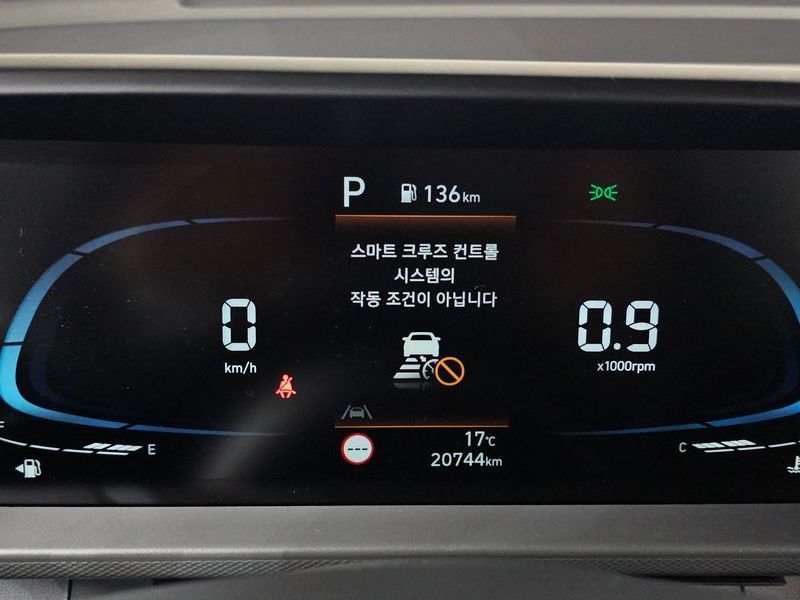 P 136km
스마트 크루즈 컨트롤
시스템의
작동 조건이 아닙니다
0
km/h
0.9
x1000rpm
E
C
---
17℃
20744km